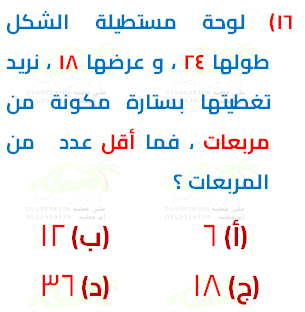 ١٦) لوحة مستطيلة الشكل
طولها ٢٤ ، و عرضها ١٨ ، نريد
تغطيتها بستارة مكونة من
مربعات ، فما أقل عدد من
المربعات ؟
(أ) ٦ (ب) ١٢
(ج) ١٨ (د) ٣٦